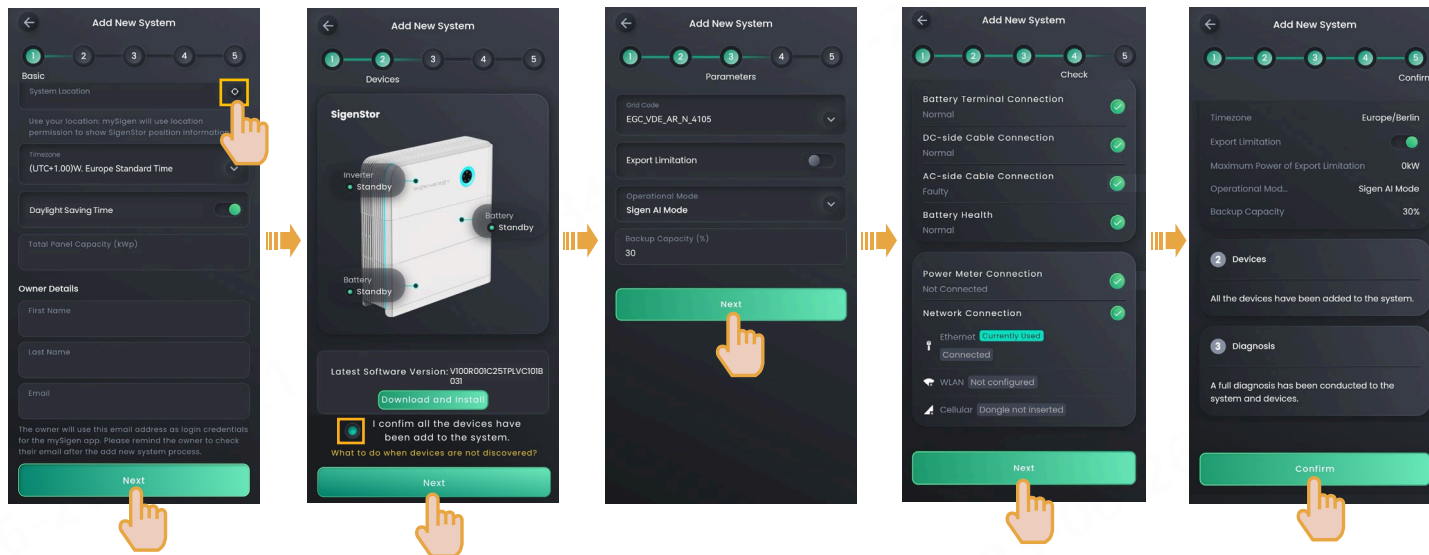 Add New System
1
2
3
4
5
Basic
System Location
Use your location: mySigen will use location
permission to show SigenStor position information
Timezone
(UTC+1.00)W. Europe Standard Time
Daylight Saving Time
Total Panel Capacity (kWp)
Owner Details
First Name
Last Name
Email
The owner will use this email address as login credentials
for the mySigen app. Please remind the owner to check
their email after the add new system process.
Next
Add New System
1
2
3
4
5
Devices
SigenStor
Inverter
Standby
Battery
Standby
Battery
Standby
Latest Software Version: V100R001C25TPLVC101B
031
Download and Install
I confim all the devices have
been add to the system.
What to do when devices are not discovered?
Next
Add New System
1
2
3
4
5
Parameters
Grid Code
EGC_VDE_AR_N_4105
Export Limitation
Operational Mode
Sigen AI Mode
Backup Capacity (%)
30
Next
Add New System
1
2
3
4
5
Check
Battery Terminal Connection
Normal
DC-side Cable Connection
Normal
AC-side Cable Connection
Faulty
Battery Health
Normal
Power Meter Connection
Not Connected
Network Connection
Ethernet Currently Used
Connected
WLAN Not configured
Cellular Dongle not inserted
Next
Add New System
1
2
3
4
5
Confirm
Timezone Europe/Berlin
Export Limitation
Maximum Power of Export Limitation 0kW
Operational Mod... Sigen AI Mode
Backup Capacity 30%
2 Devices
All the devices have been added to the system.
3 Diagnosis
A full diagnosis has been conducted to the
system and devices.
Confirm